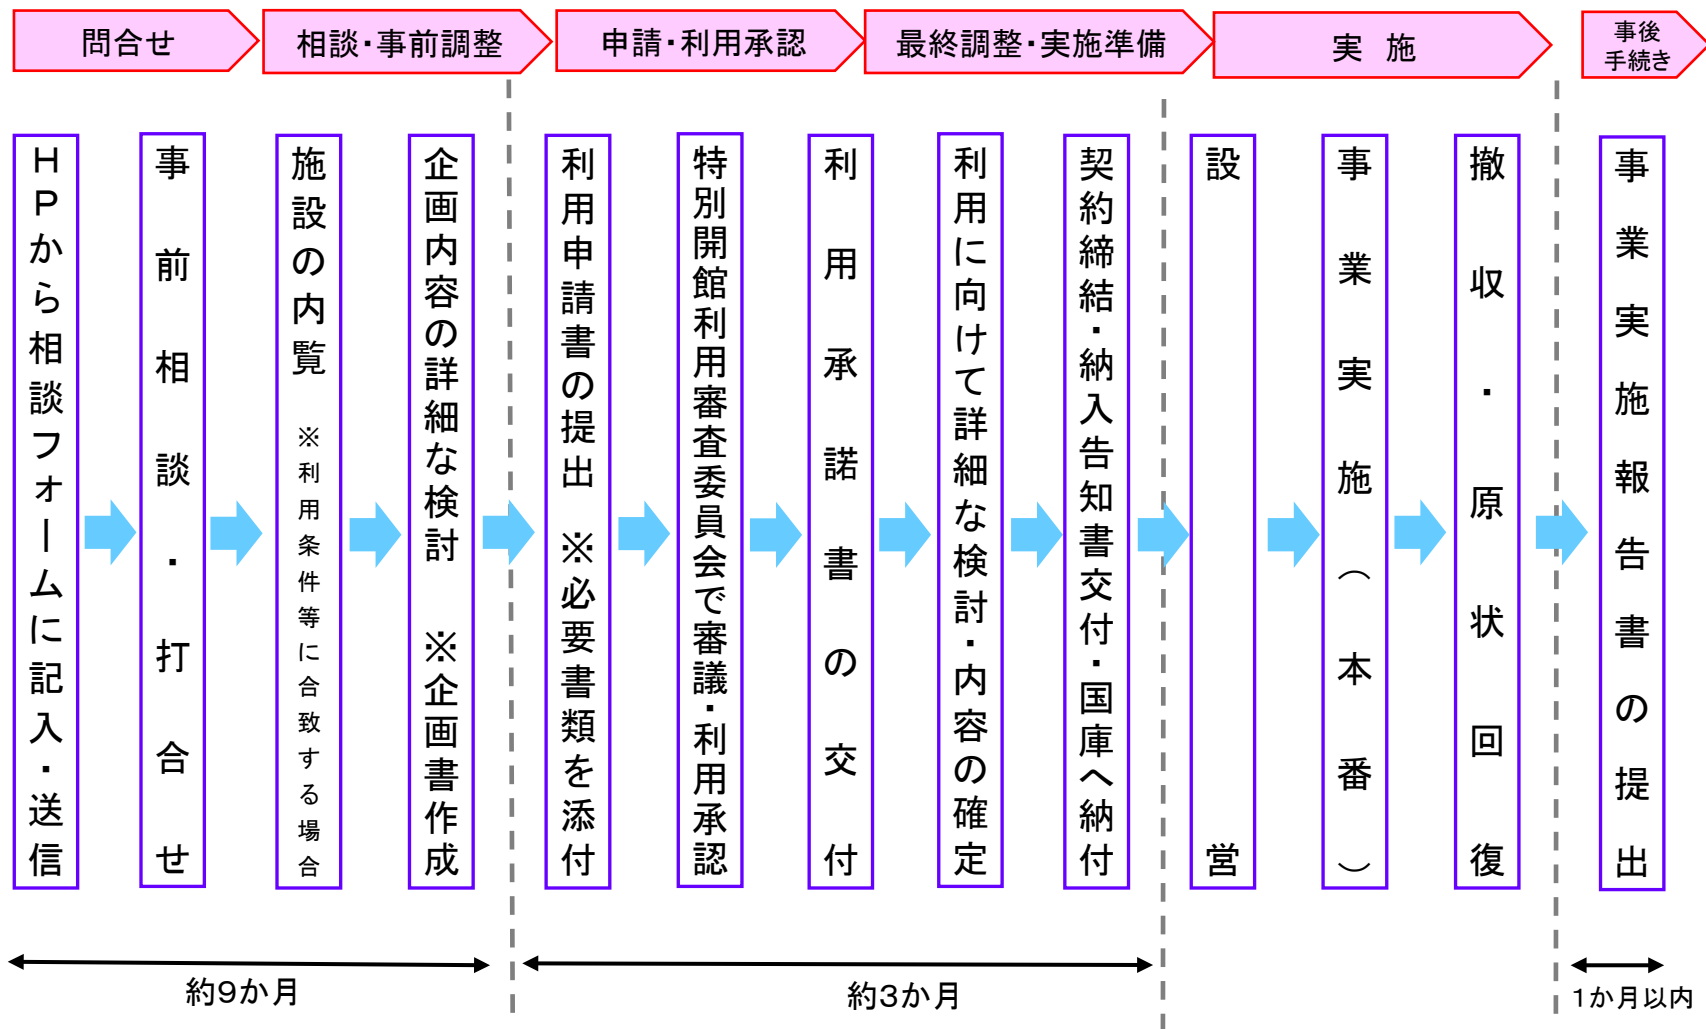 問合せ
相談・事前調整
申請・利用承認
最終調整・実施準備
実 施
事後
手続き
HPから相談フォームに記入・送信
事前相談・打合せ
施設の内覧 ※利用条件等に合致する場合
企画内容の詳細な検討 ※企画書作成
利用申請書の提出 ※必要書類を添付
特別開館利用審査委員会で審議・利用承認
利用承諾書の交付
利用に向けて詳細な検討・内容の確定
契約締結・納入告知書交付・国庫へ納付
設営
事業実施(本番)
撤収・原状回復
事業実施報告書の提出
約9か月
約3か月
1か月以内